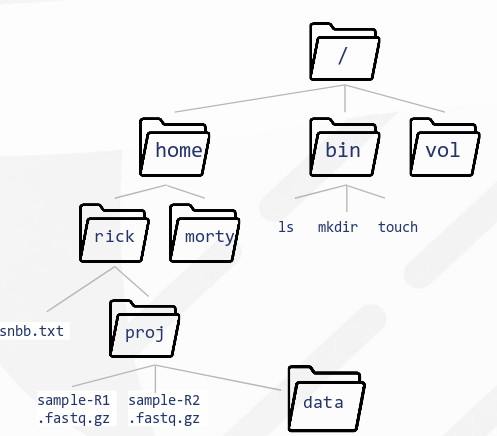 /
home
bin
vol
rick
morty
ls
mkdir
touch
snbb.txt
proj
sample-R1
.fastq.gz
sample-R2
.fastq.gz
data